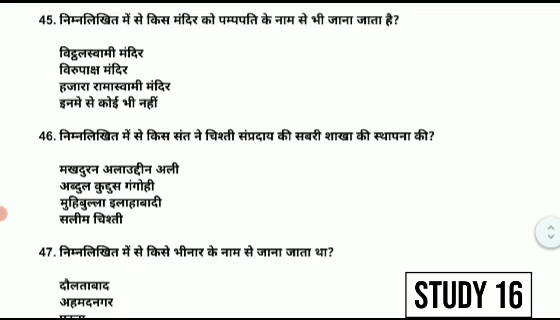 45. निम्नलिखित में से किस मंदिर को पम्पपति के नाम से भी जाना जाता है?
विट्ठलस्वामी मंदिर
विरुपाक्ष मंदिर
हजारा रामास्वामी मंदिर
इनमे से कोई भी नहीं
46. निम्नलिखित में से किस संत ने चिश्ती संप्रदाय की सबरी शाखा की स्थापना की?
मखदुरन अलाउद्दीन अली
अब्दुल कुद्दुस गंगोही
मुहिबुल्ला इलाहाबादी
सलीम चिश्ती
47. निम्नलिखित में से किसे भीनार के नाम से जाना जाता था?
दौलताबाद
अहमदनगर
STUDY 16